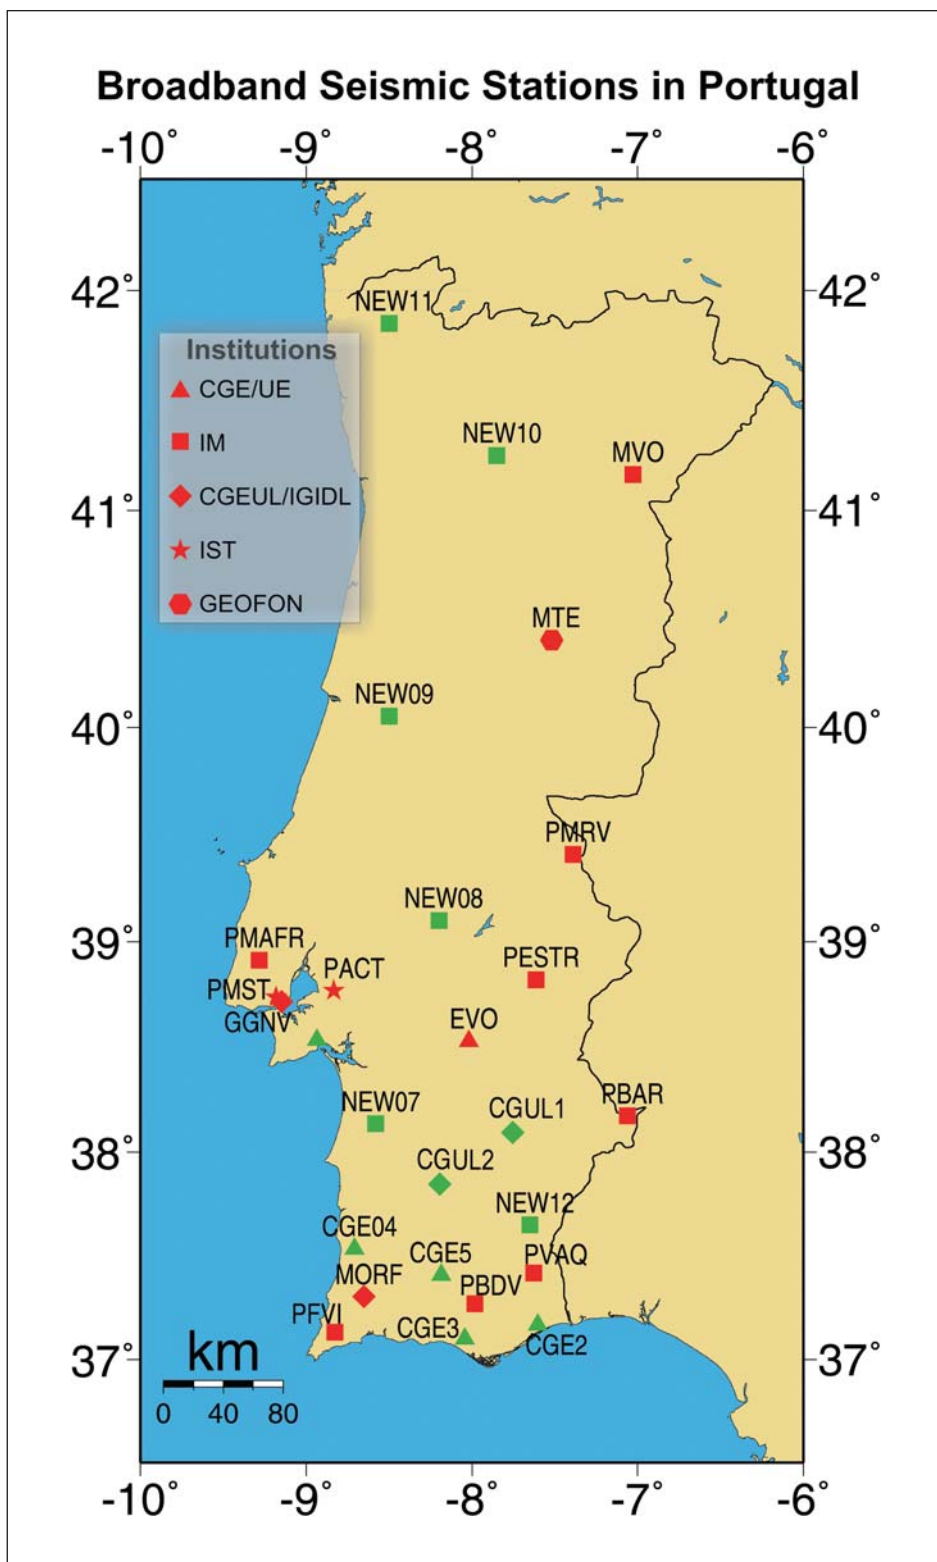 Broadband Seismic Stations in Portugal
-10° -9° -8° -7° -6°
42° 42°
NEW11
Institutions
CGE/UE
IM
CGEUL/IGIDL
IST
GEOFON
NEW10
MVO
41° 41°
MTE
NEW09
40° 40°
PMRV
NEW08
39° 39°
PMAFR
PESTR
PACT
PMST
GGNV
EVO
PBAR
NEW07
CGUL1
38° 38°
CGUL2
NEW12
CGE04
CGE5
PVAQ
MORF
PBDV
PFVI
CGE3
CGE2
37° 37°
km
0 40 80
-10° -9° -8° -7° -6°